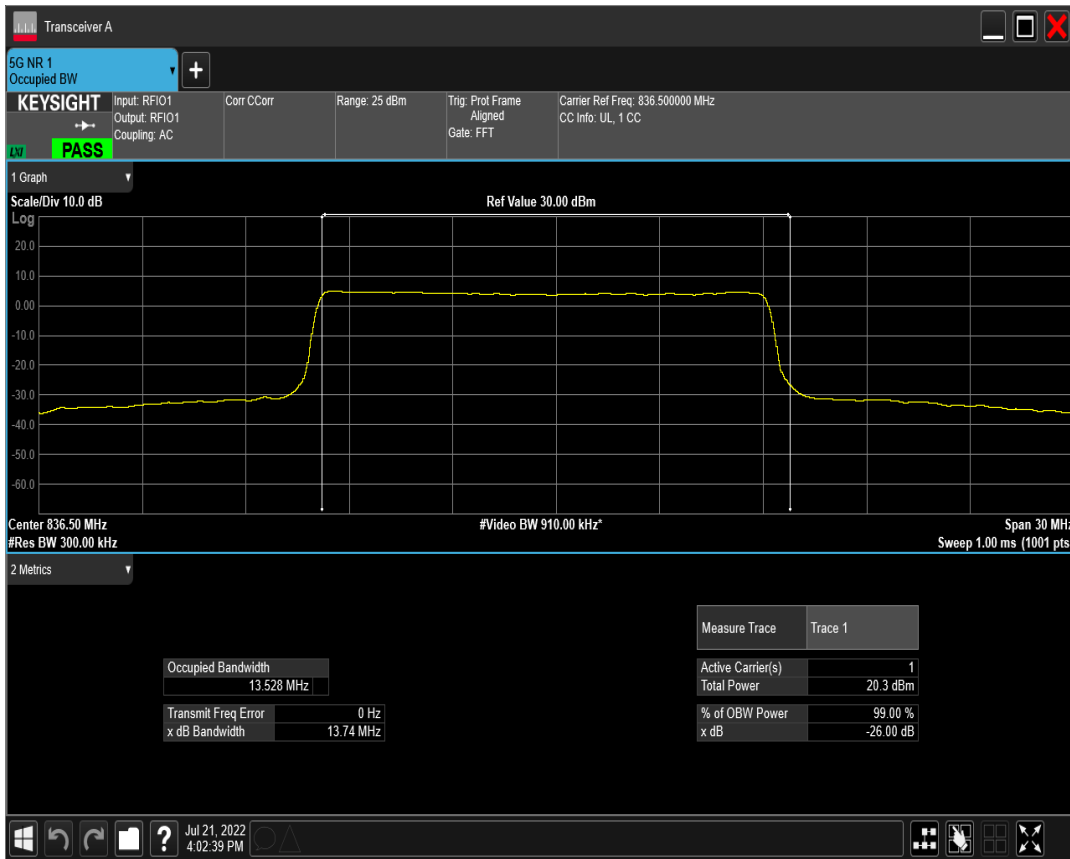 Transceiver A
5G NR 1
Occupied BW
KEYSIGHT
LXI
PASS
Input: RFIO1
Output: RFIO1
Coupling: AC
Corr CCorr
Range: 25 dBm
Trig: Prot Frame
Aligned
Gate: FFT
Carrier Ref Freq: 836.500000 MHz
CC Info: UL, 1 CC
1 Graph
Scale/Div 10.0 dB
Ref Value 30.00 dBm
Log
20.0
10.0
0.00
-10.0
-20.0
-30.0
-40.0
-50.0
-60.0
Center 836.50 MHz
#Video BW 910.00 kHz*
Span 30 MHz
#Res BW 300.00 kHz
Sweep 1.00 ms (1001 pts
2 Metrics
Measure Trace Trace 1
Occupied Bandwidth
13.528 MHz
Active Carrier(s) 1
Total Power 20.3 dBm
Transmit Freq Error 0 Hz
x dB Bandwidth 13.74 MHz
% of OBW Power 99.00 %
x dB -26.00 dB
?
Jul 21, 2022
4:02:39 PM